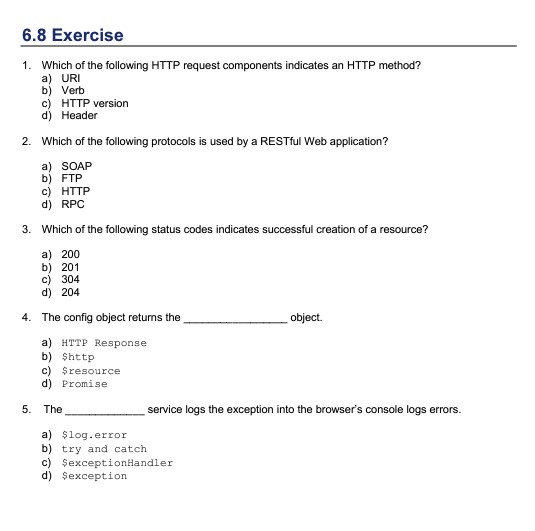 6.8 Exercise
1. Which of the following HTTP request components indicates an HTTP method?
a) URI
b) Verb
c) HTTP version
d) Header
2. Which of the following protocols is used by a RESTful Web application?
a) SOAP
b) FTP
c) HTTP
d) RPC
3. Which of the following status codes indicates successful creation of a resource?
a) 200
b) 201
c) 304
d) 204
4. The config object returns the _________________ object.
a) HTTP Response
b) $http
c) $resource
d) Promise
5. The _____________ service logs the exception into the browser's console logs errors.
a) $log.error
b) try and catch
c) $exceptionHandler
d) $exception